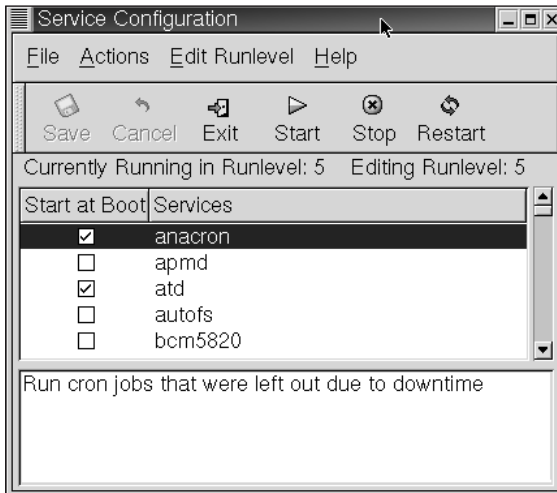 Service Configuration
File Actions Edit Runlevel Help
Save Cancel Exit Start Stop Restart
Currently Running in Runlevel: 5 Editing Runlevel: 5
Start at Boot Services
anacron
apmd
atd
autofs
bcm5820
Run cron jobs that were left out due to downtime